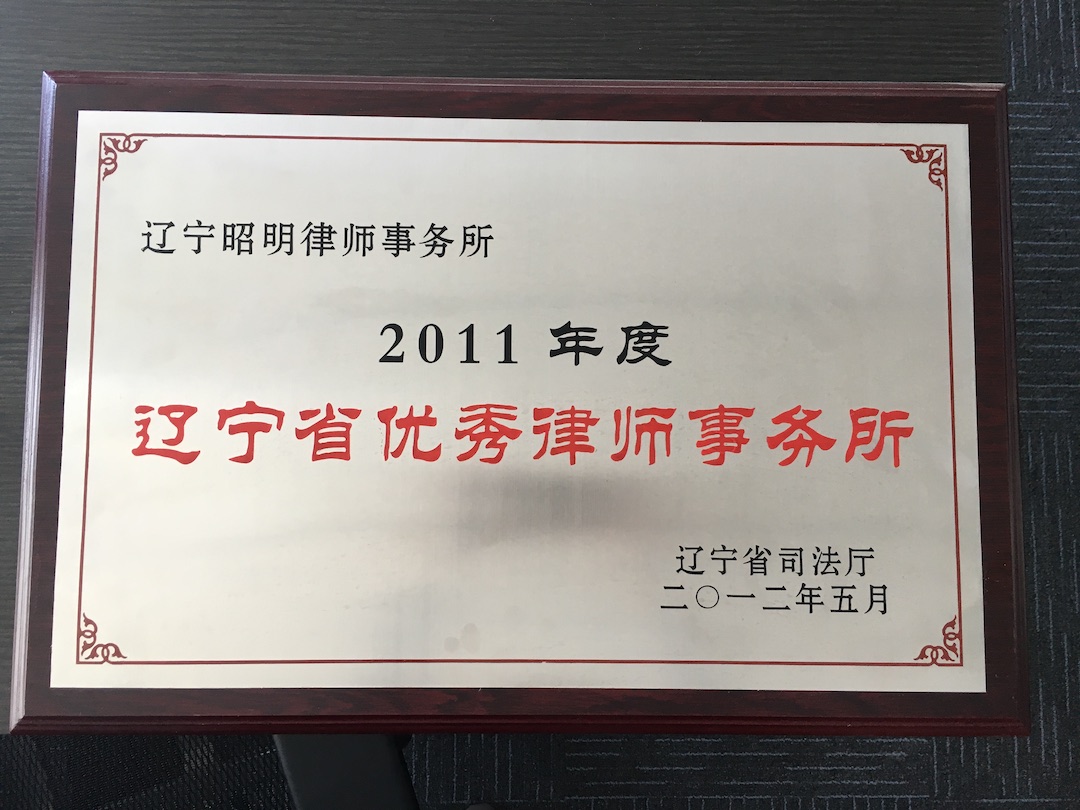 辽宁昭明律师事务所
2011 年度
辽宁省优秀律师事务所
辽宁省司法厅
二〇一二年五月